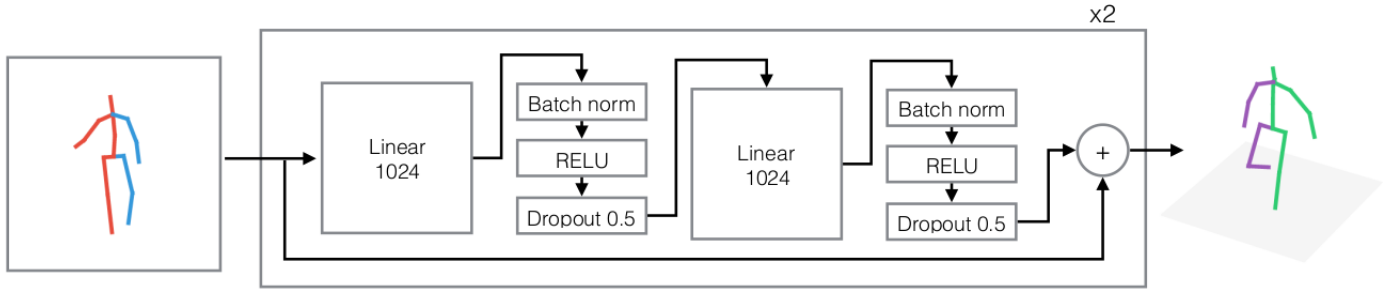 x2
Linear
1024
Batch norm
RELU
Dropout 0.5
Linear
1024
Batch norm
RELU
Dropout 0.5
+